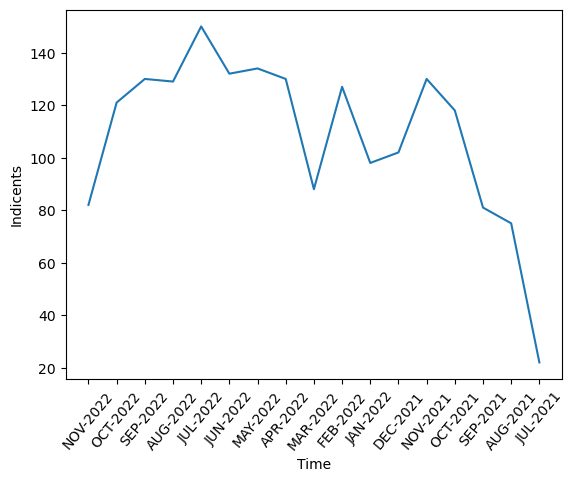 140
120
100
80
60
40
20
Indicents
NOV-2022
OCT-2022
SEP-2022
AUG-2022
JUL-2022
JUN-2022
MAY-2022
APR-2022
MAR-2022
FEB-2022
JAN-2022
DEC-2021
NOV-2021
OCT-2021
SEP-2021
AUG-2021
JUL-2021
Time